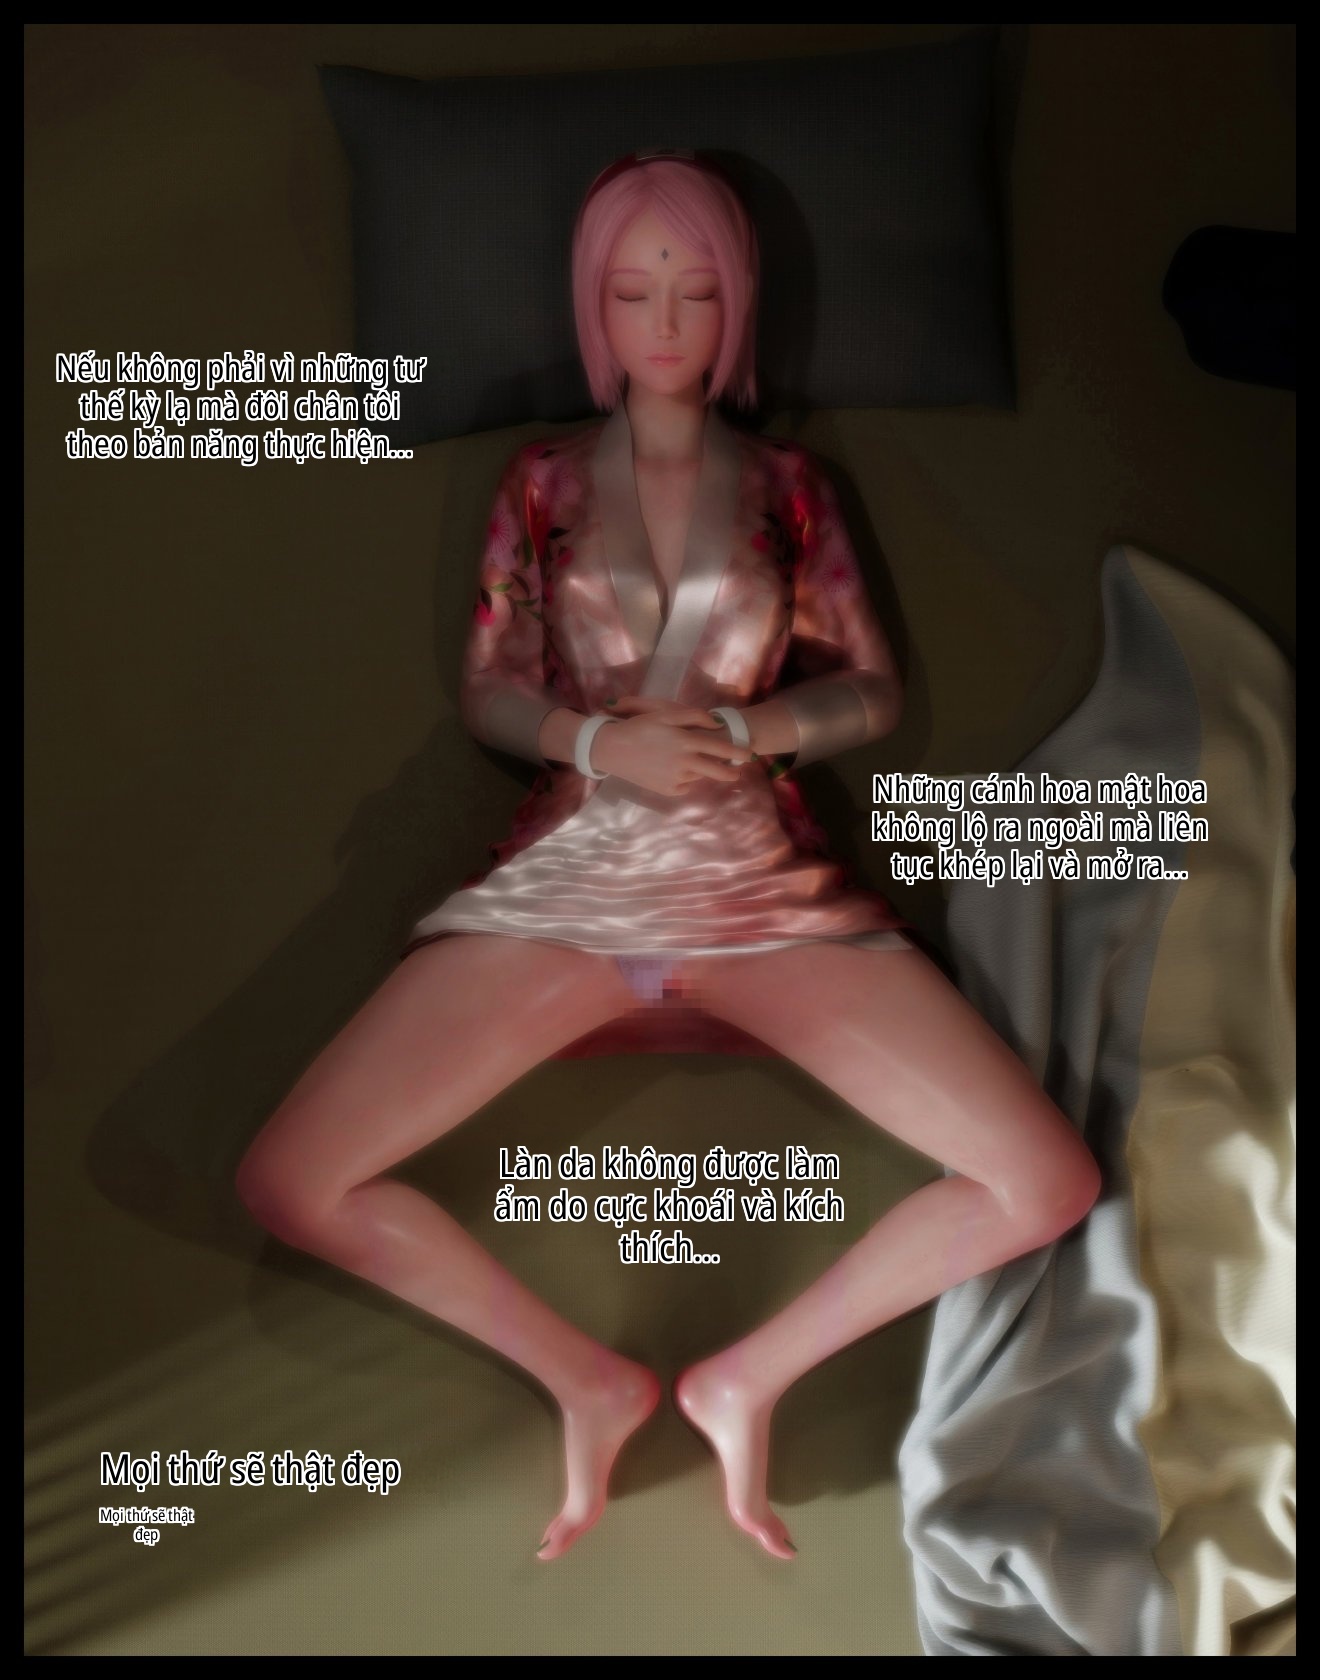 Nếu không phải vì những tư
thế kỳ lạ mà đôi chân tôi
theo bản năng thực hiện...
Những cánh hoa mật hoa
không lộ ra ngoài mà liên
tục khép lại và mở ra...
Làn da không được làm
ẩm do cực khoái và kích
thích...
Mọi thứ sẽ thật đẹp
Mọi thứ sẽ thật
đẹp